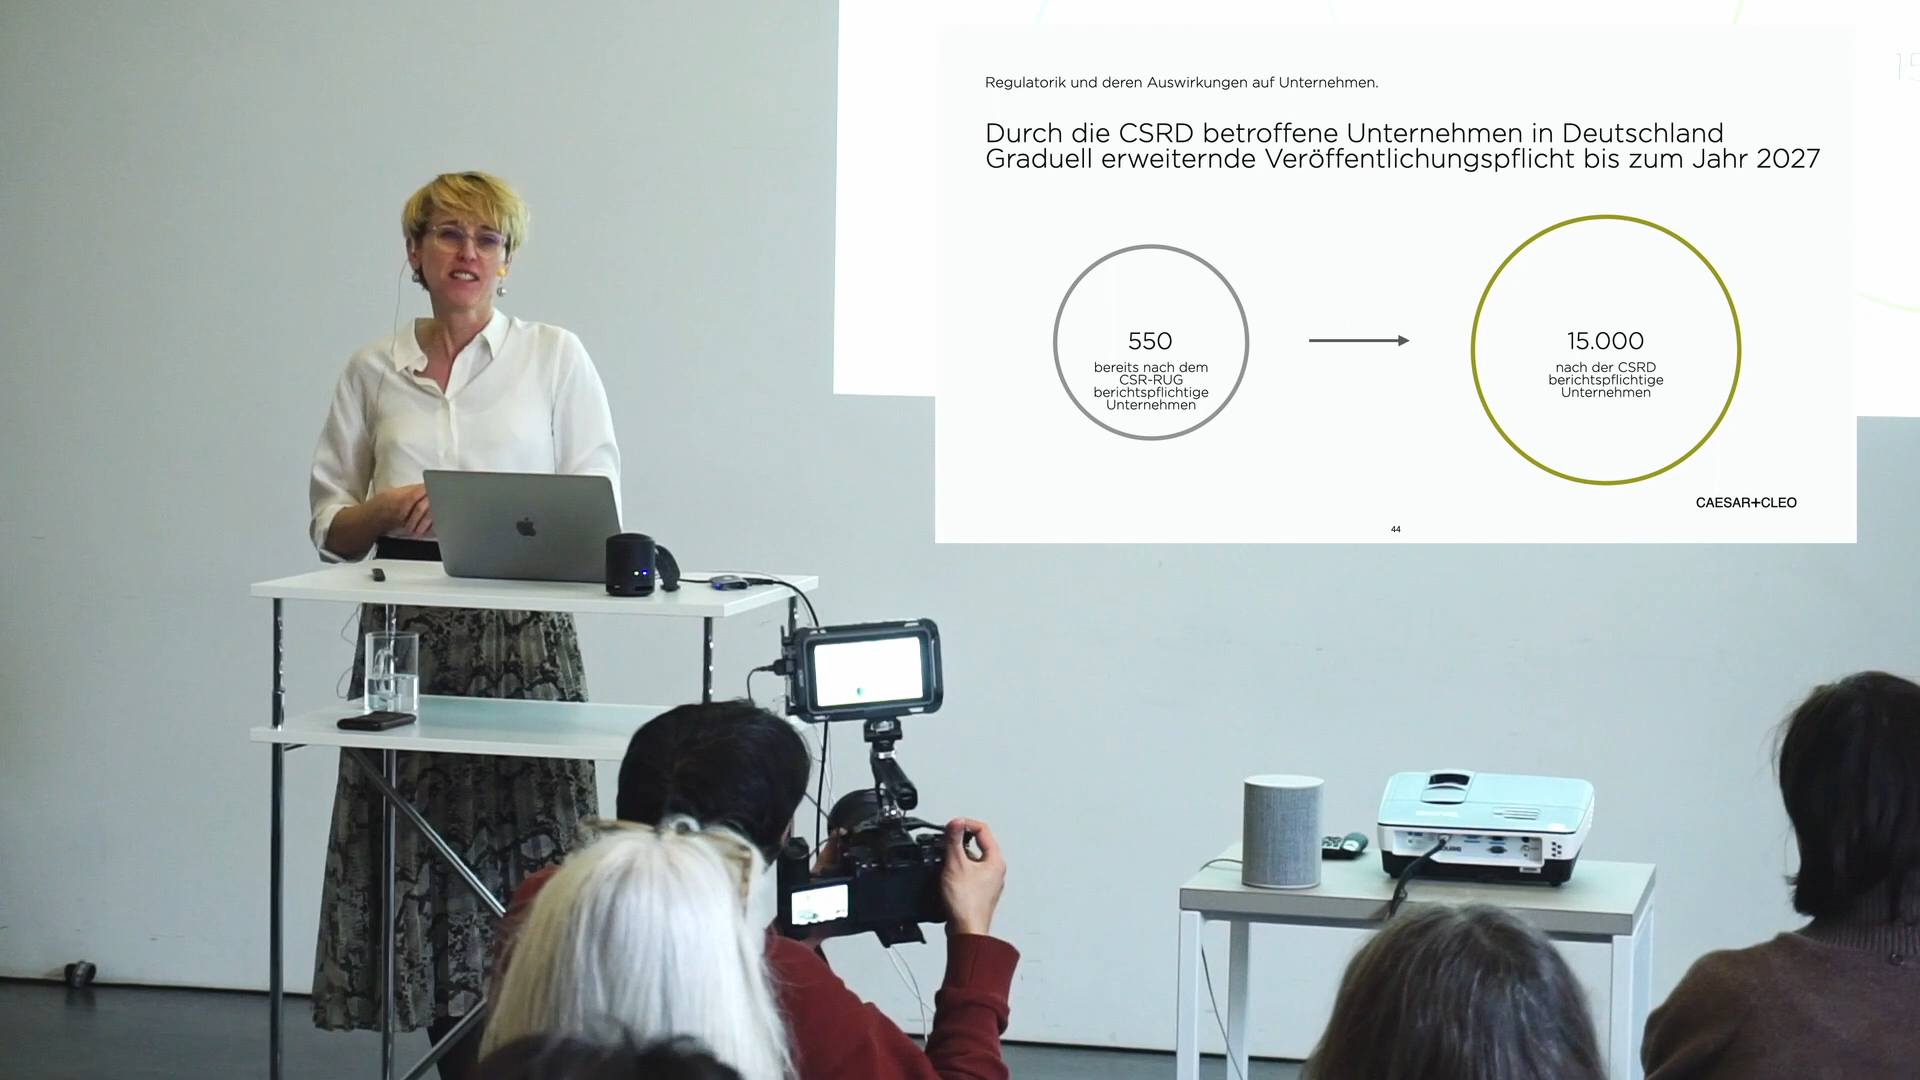 Regulatorik und deren Auswirkungen auf Unternehmen.
Durch die CSRD betroffene Unternehmen in Deutschland
Graduell erweiternde Veröffentlichungspflicht bis zum Jahr 2027
550
bereits nach dem
CSR-RUG
berichtspflichtige
Unternehmen
15.000
nach der CSRD
berichtspflichtige
Unternehmen
CAESAR+CLEO
44
15